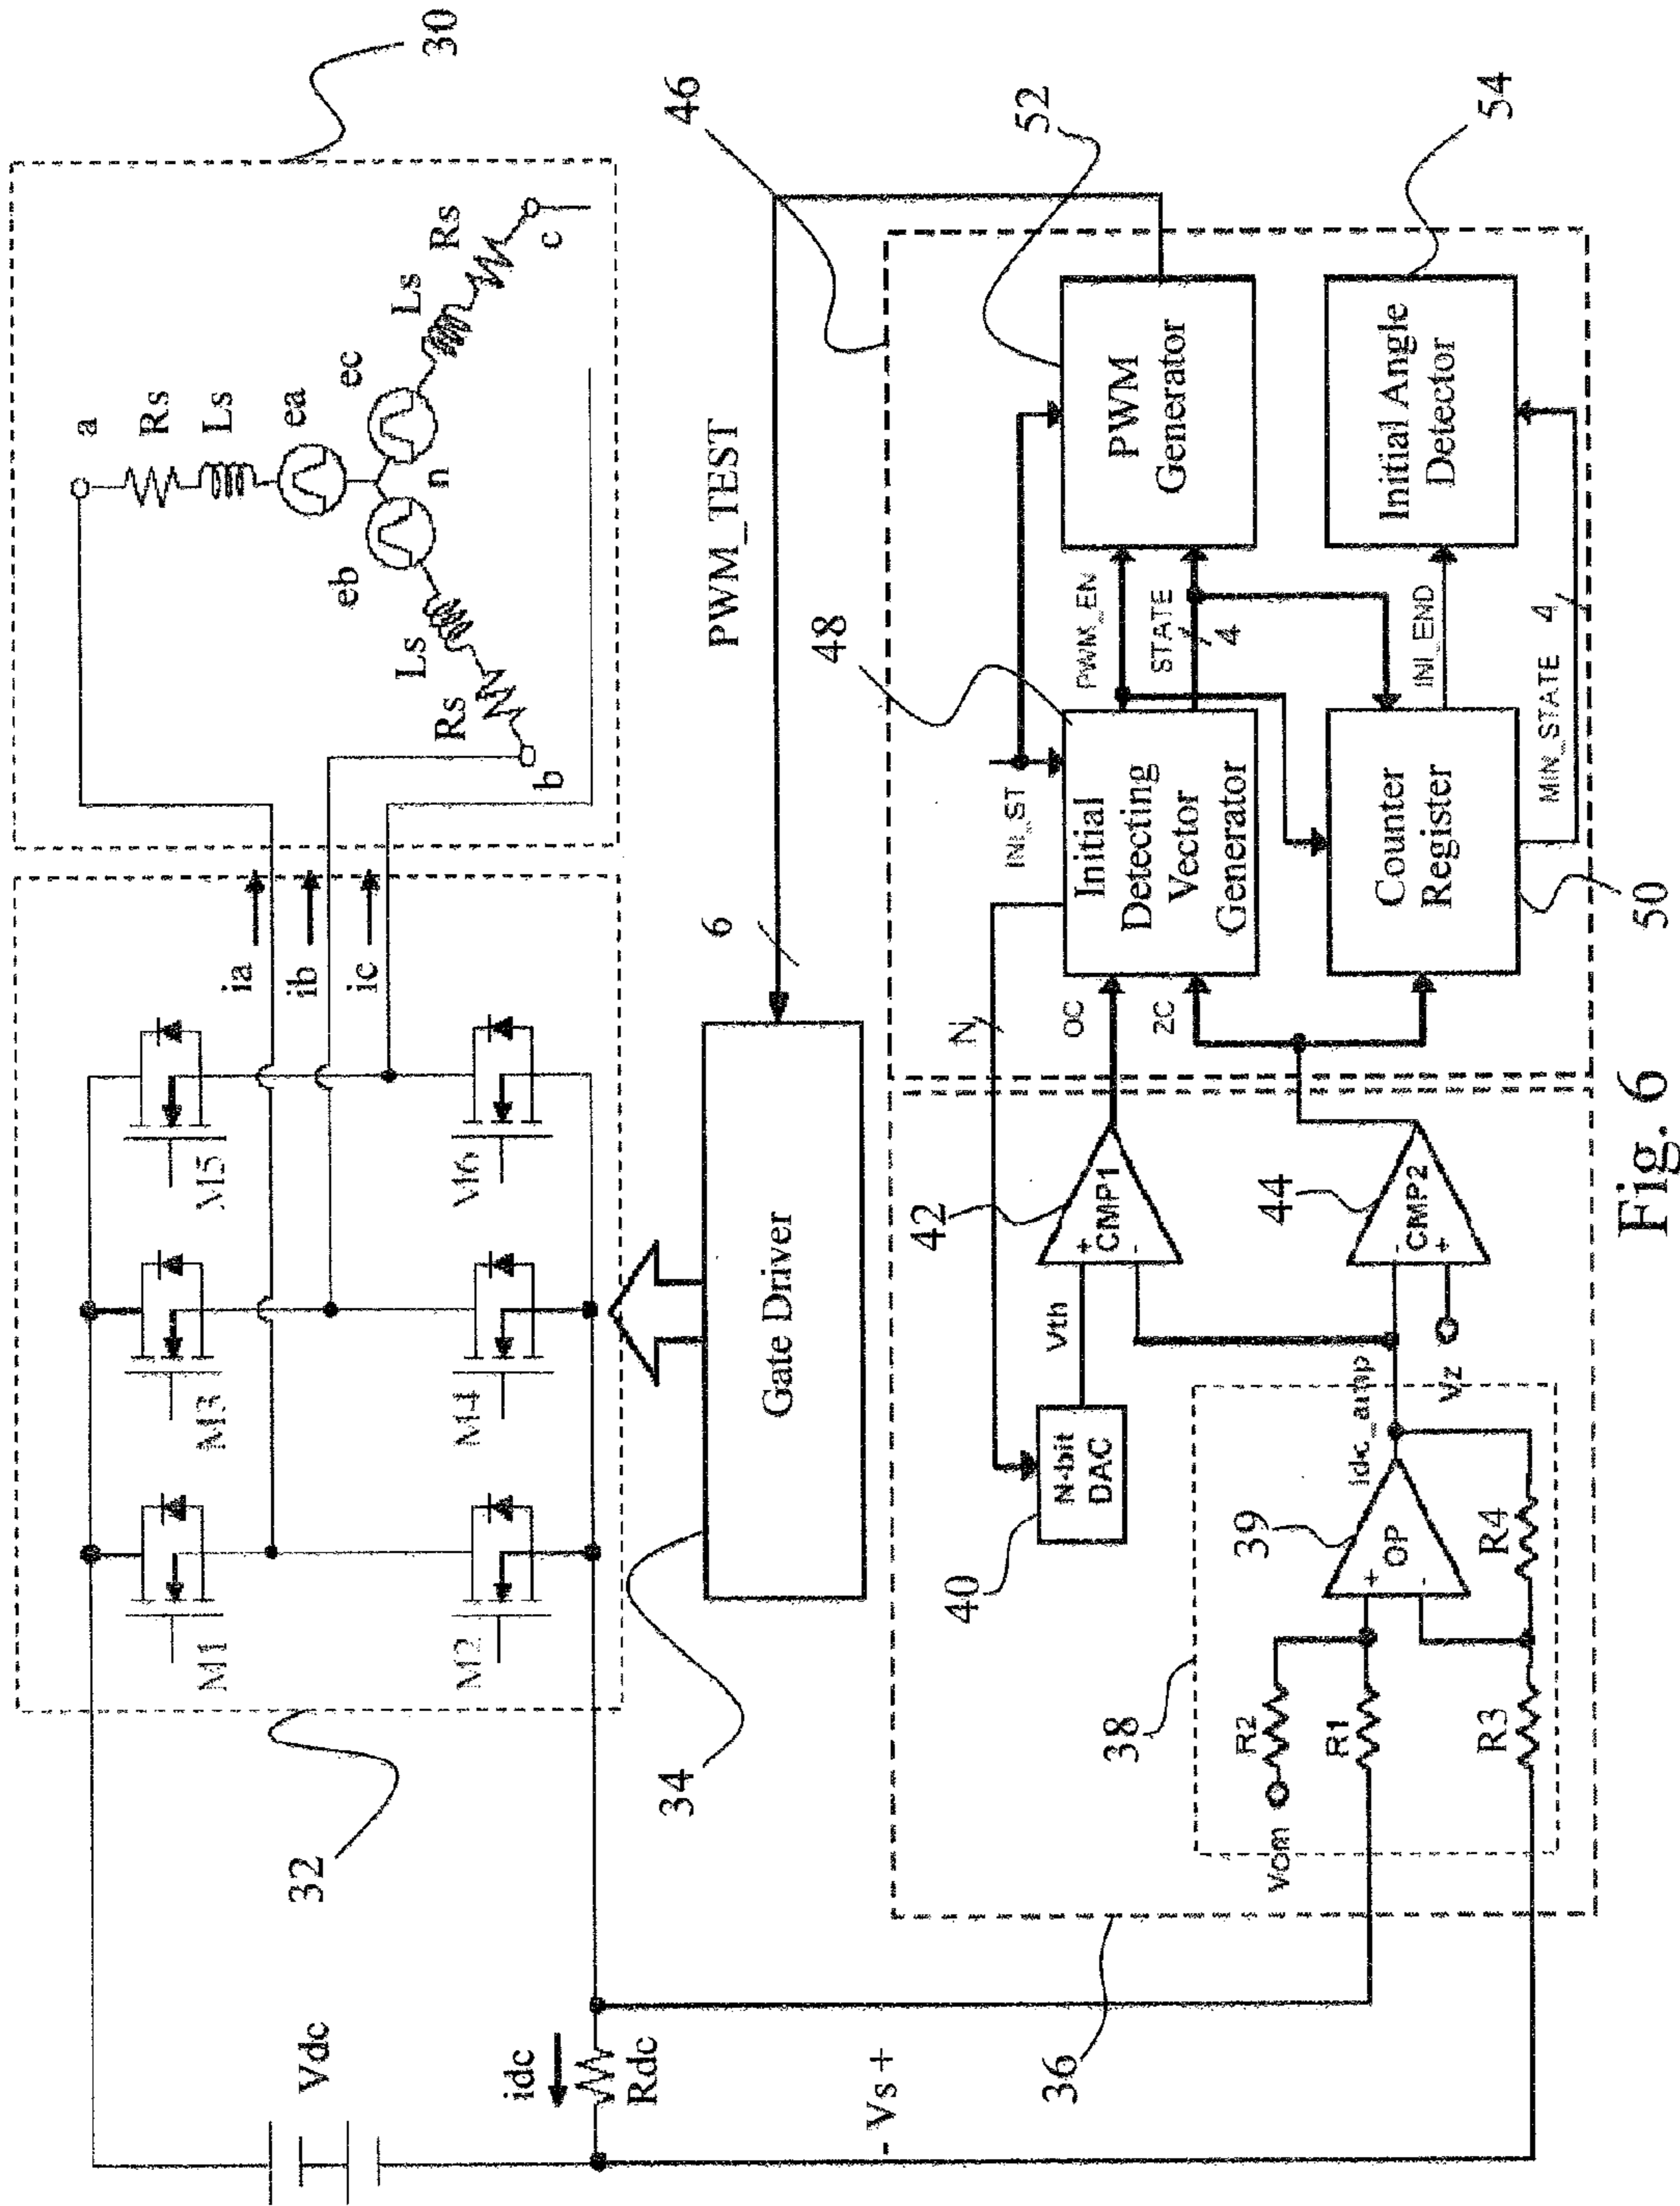 30
a
Rs
Ls
ea
eb
ec
n
Ls
Rs
b
Ls
Rs
c
Vdc
idc
Rdc
- Vs +
32
M1
M3
M5
M2
M4
M6
ia
ib
ic
34
Gate Driver
6
PWM_TEST
46
36
38
Vcm
R2
R1
R3
R4
39
+
-
OP
idc_amp
40
N-bit
DAC
Vth
N
42
+
-
CMP1
44
-
+
CMP2
Vz
OC
ZC
INI_ST
48
Initial
Detecting
Vector
Generator
PWM_EN
STATE
4
52
PWM
Generator
Counter
Register
50
INI_END
MIN_STATE 4
Initial Angle
Detector
54
Fig. 6